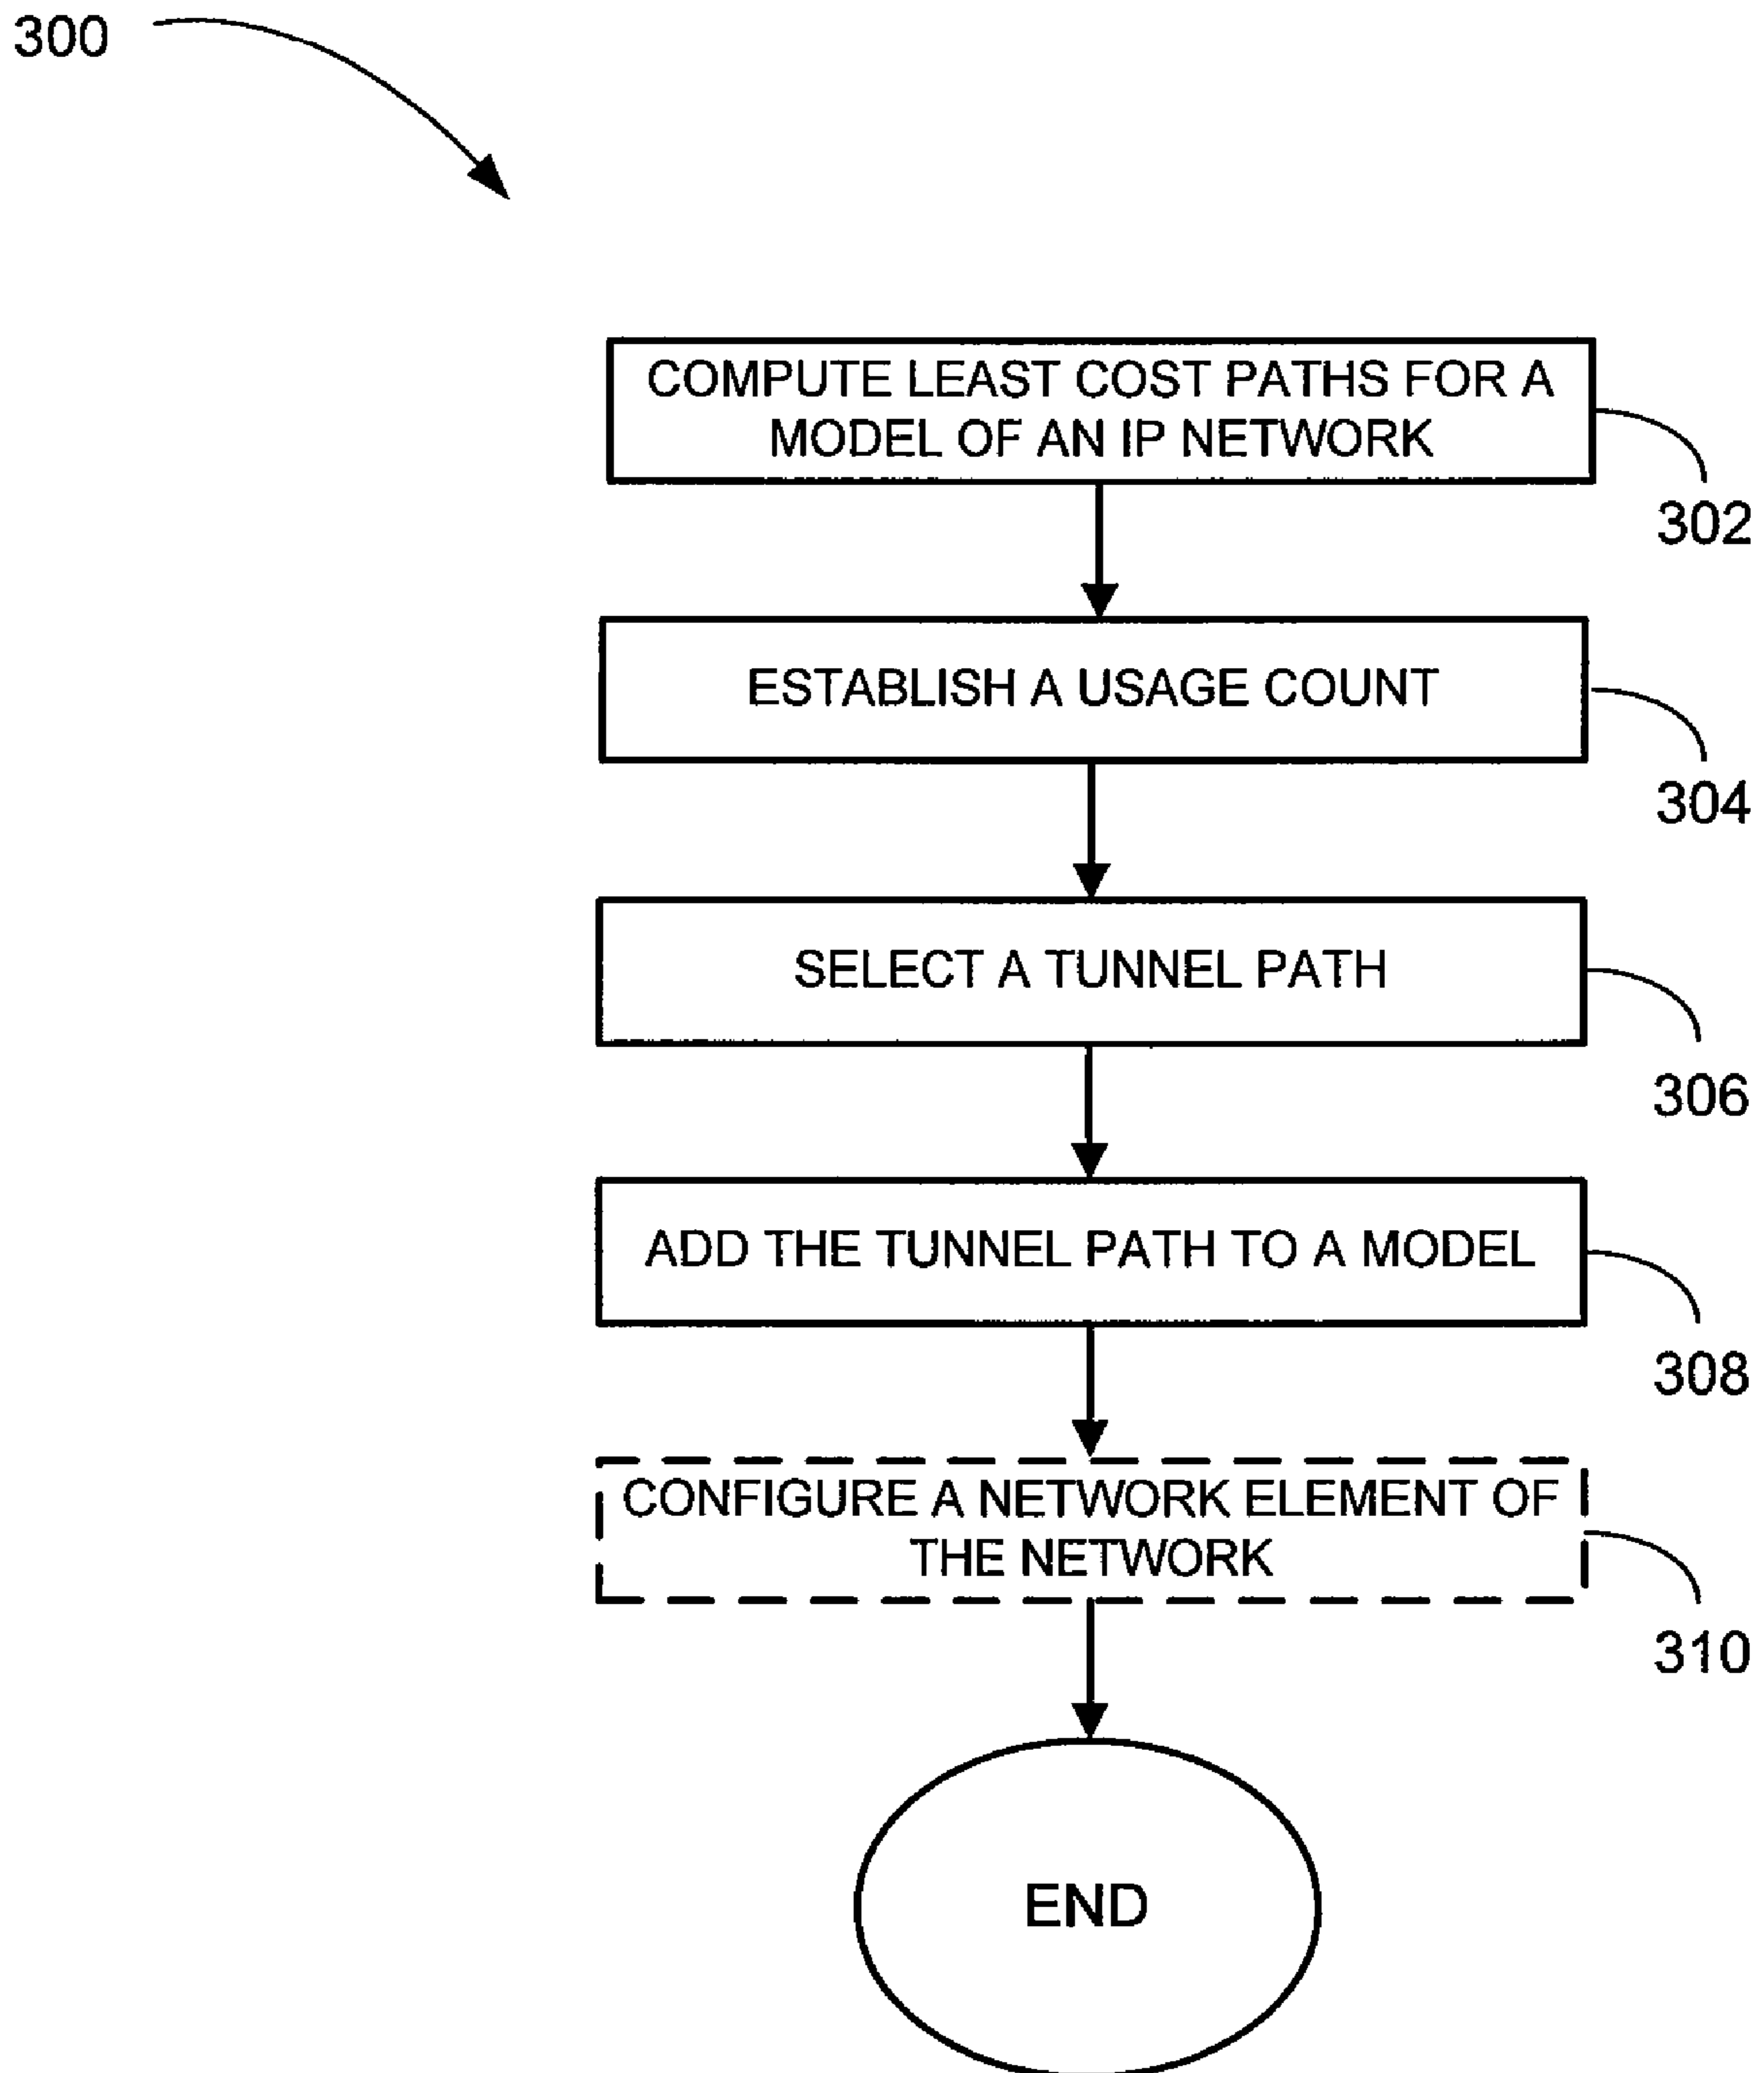 300
COMPUTE LEAST COST PATHS FOR A
MODEL OF AN IP NETWORK
302
ESTABLISH A USAGE COUNT
304
SELECT A TUNNEL PATH
306
ADD THE TUNNEL PATH TO A MODEL
308
CONFIGURE A NETWORK ELEMENT OF
THE NETWORK
310
END